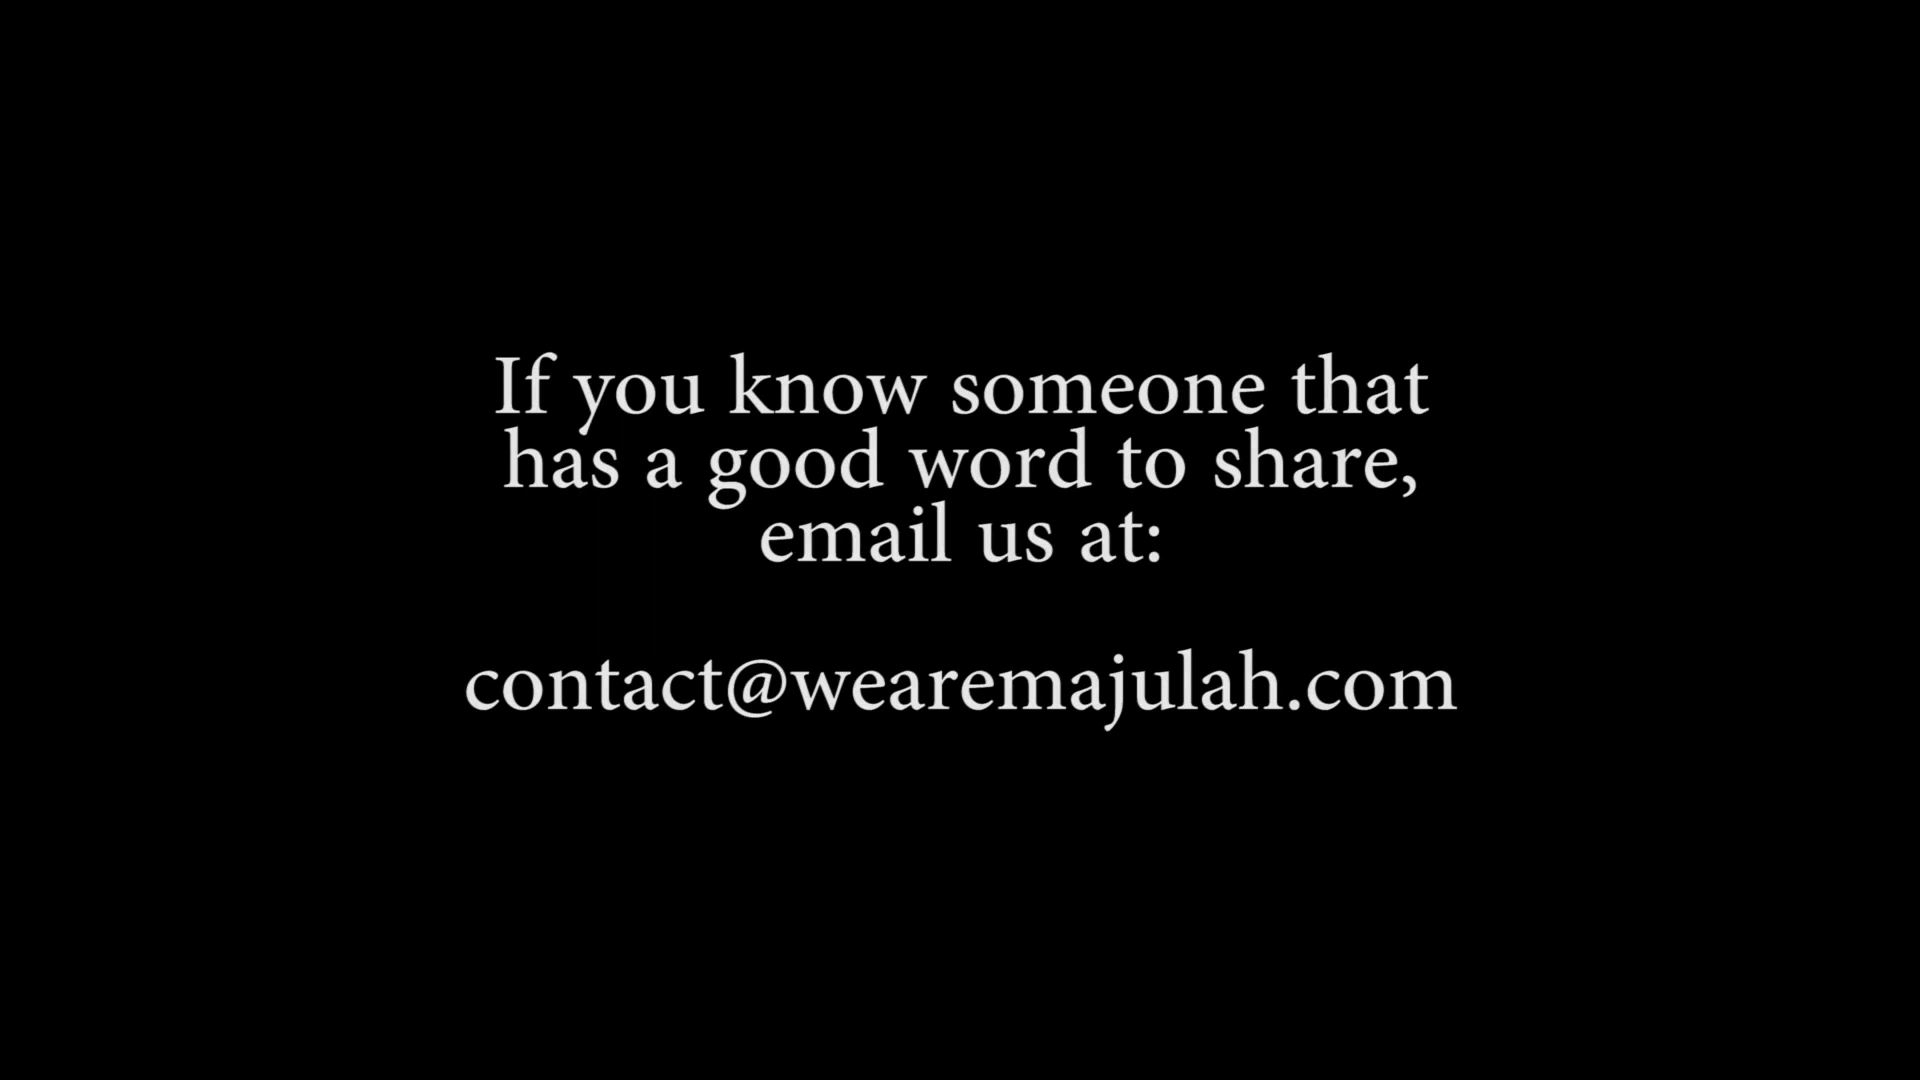 If you know someone that
has a good word to share,
email us at:
contact@wearemajulah.com